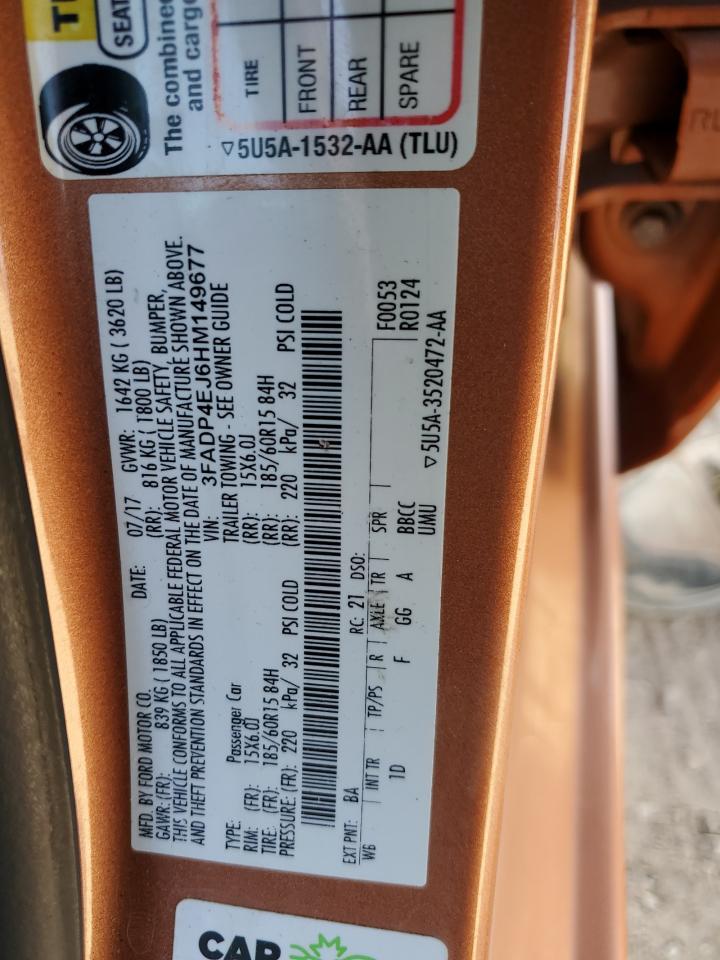 TI
SEAT
The combined
and cargo
TIRE
FRONT
REAR
SPARE
▽5U5A-1532-AA (TLU)
MFD. BY FORD MOTOR CO.
DATE: 07/17 GVWR: 1642 KG ( 3620 LB)
GAWR: (FR): 839 KG ( 1850 LB) (RR): 816 KG ( 1800 LB)
THIS VEHICLE CONFORMS TO ALL APPLICABLE FEDERAL MOTOR VEHICLE SAFETY, BUMPER,
AND THEFT PREVENTION STANDARDS IN EFFECT ON THE DATE OF MANUFACTURE SHOWN ABOVE.
VIN: 3FADP4EJ6HM149677
TYPE: Passenger Car TRAILER TOWING - SEE OWNER GUIDE
RIM: (FR): 15X6.0J (RR): 15X6.0J
TIRE: (FR): 185/60R15 84H (RR): 185/60R15 84H
PRESSURE: (FR): 220 kPa/ 32 PSI COLD (RR): 220 kPa/ 32 PSI COLD
EXT PNT: BA RC: 21 DSO: F0053
WB INT TR TP/PS R AXLE TR SPR R0124
1D F GG A BBCC
UMU
▽5U5A-3520472-AA
CAP